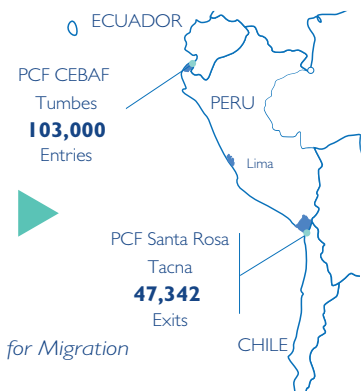 ECUADOR
PCF CEBAF
Tumbes
103,000
Entries
PERU
Lima
PCF Santa Rosa
Tacna
47,342
Exits
CHILE
for Migration